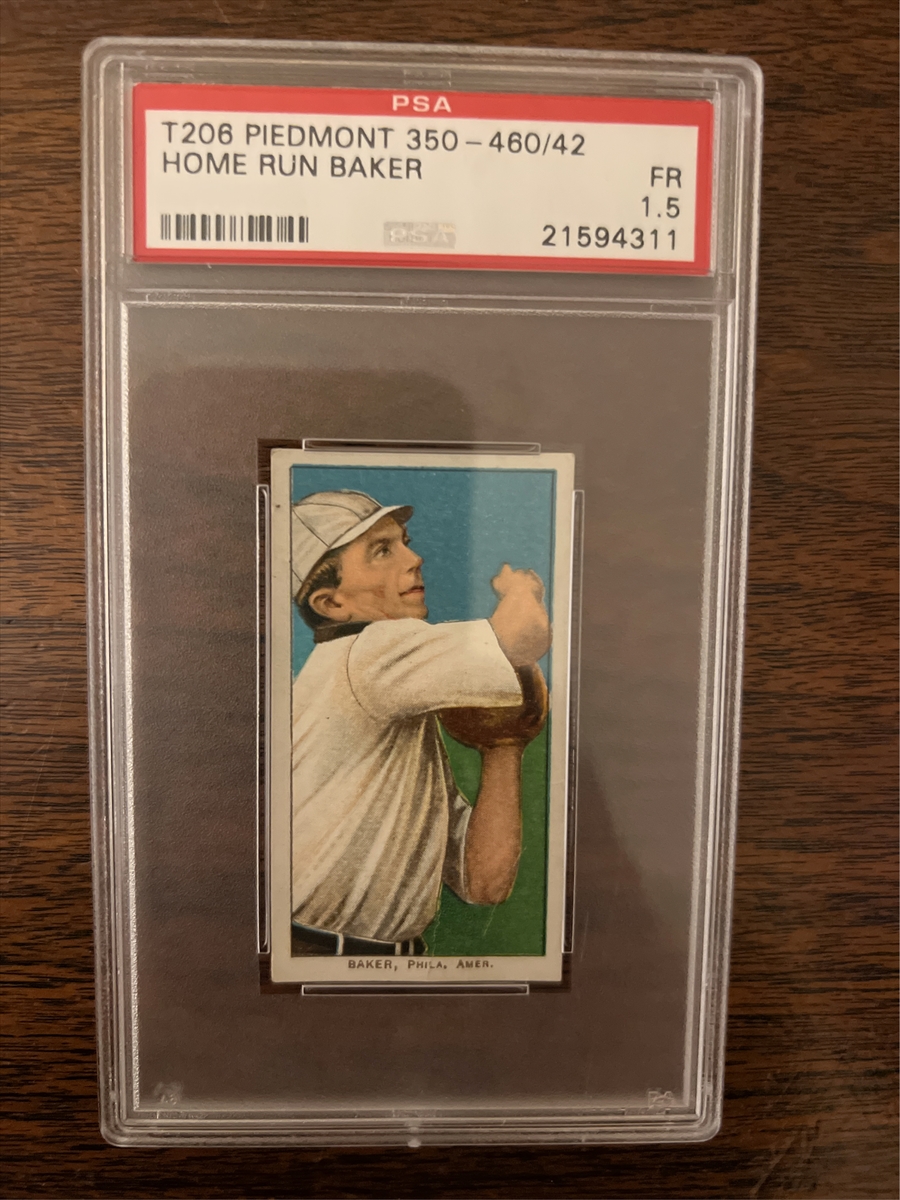 PSA
T206 PIEDMONT 350-460/42
HOME RUN BAKER
FR
1.5
PSA
21594311
BAKER, PHILA. AMER.